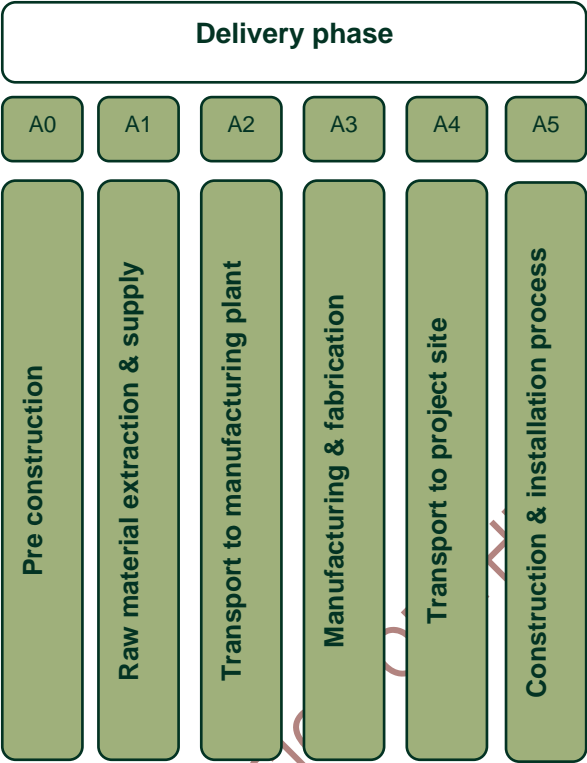 Delivery phase
A0
A1
A2
A3
A4
A5
Pre construction
Raw material extraction & supply
Transport to manufacturing plant
Manufacturing & fabrication
Transport to project site
Construction & installation process